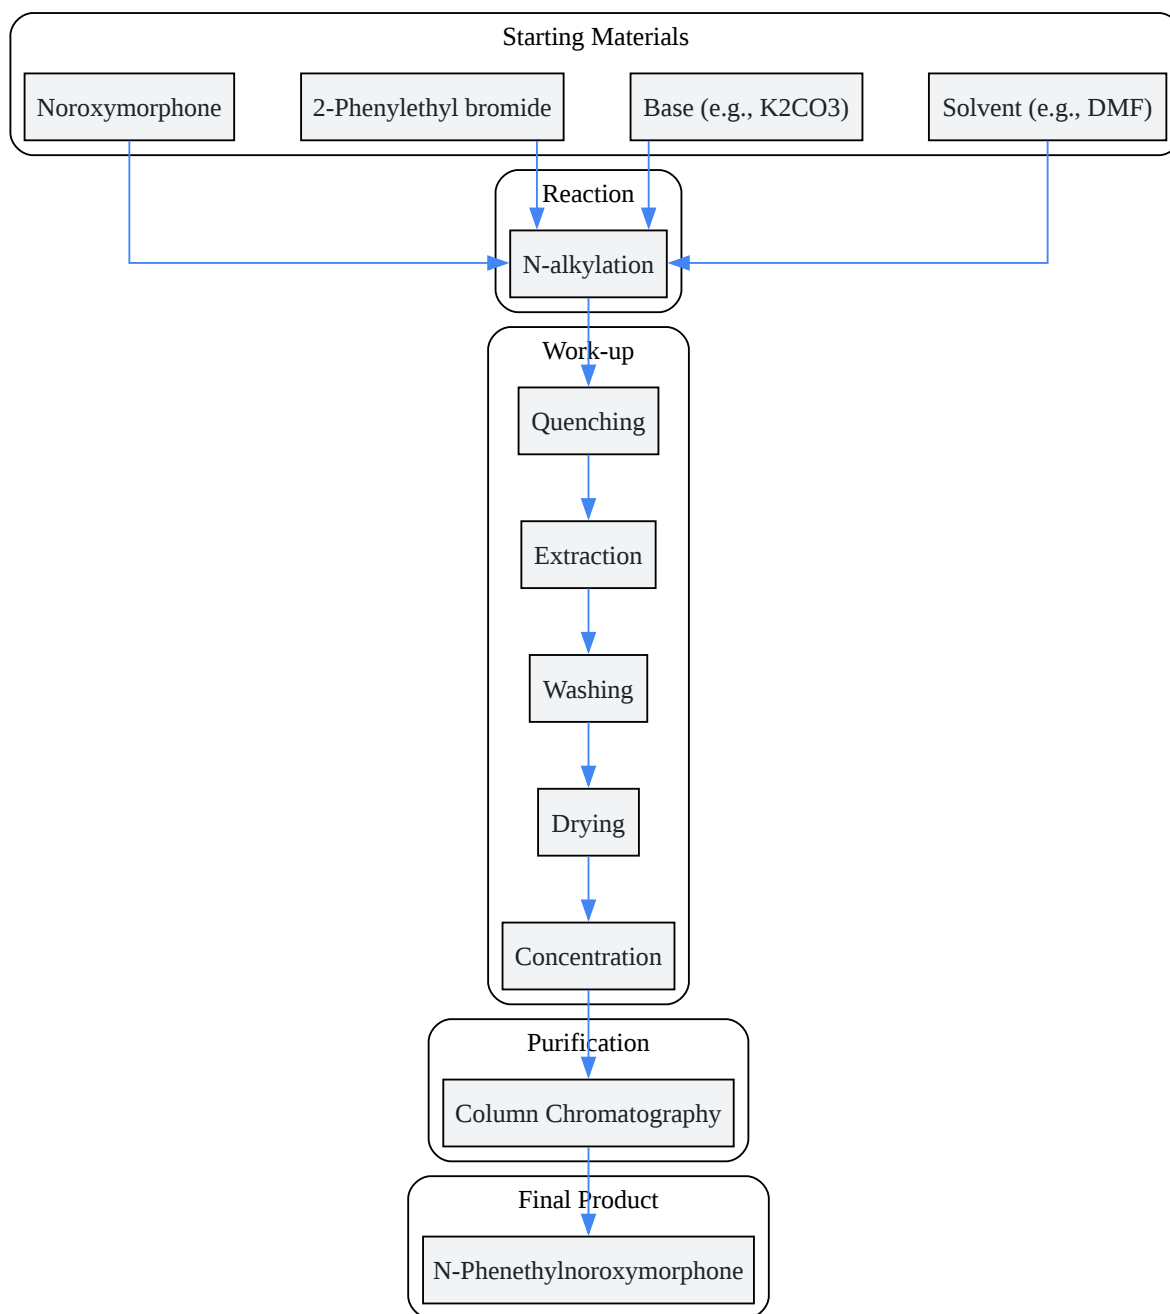 Starting Materials
Noroxymorphone
2-Phenylethyl bromide
Base (e.g., K2CO3)
Solvent (e.g., DMF)
Reaction
N-alkylation
Work-up
Quenching
Extraction
Washing
Drying
Concentration
Purification
Column Chromatography
Final Product
N-Phenethylnoroxymorphone